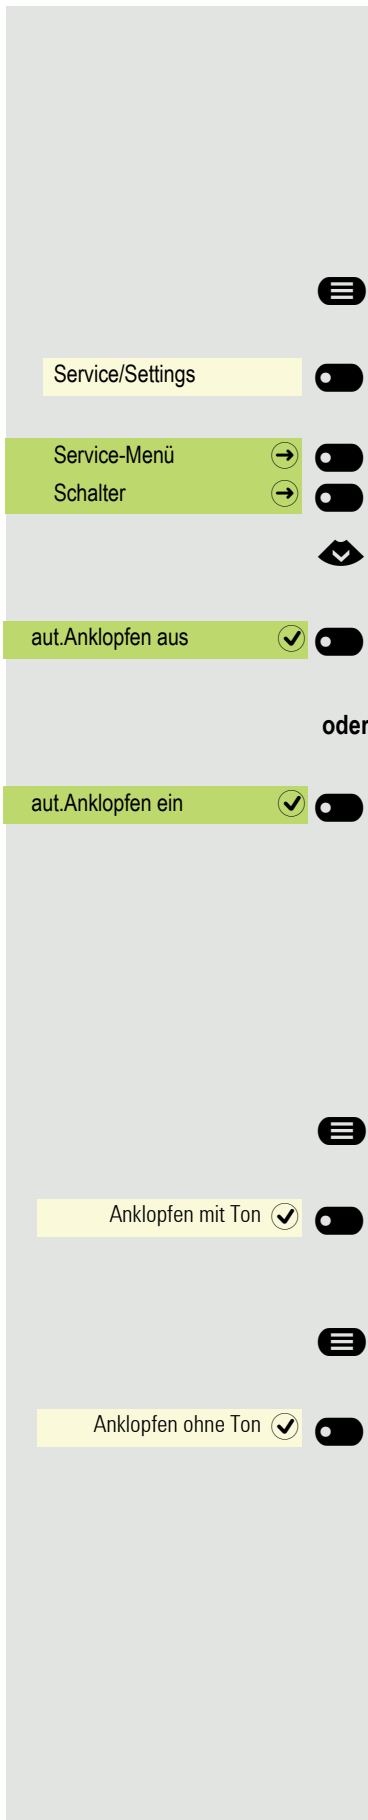 Service/Settings
Service-Menü
Schalter
aut.Anklopfen aus
oder
aut.Anklopfen ein
Anklopfen mit Ton
Anklopfen ohne Ton